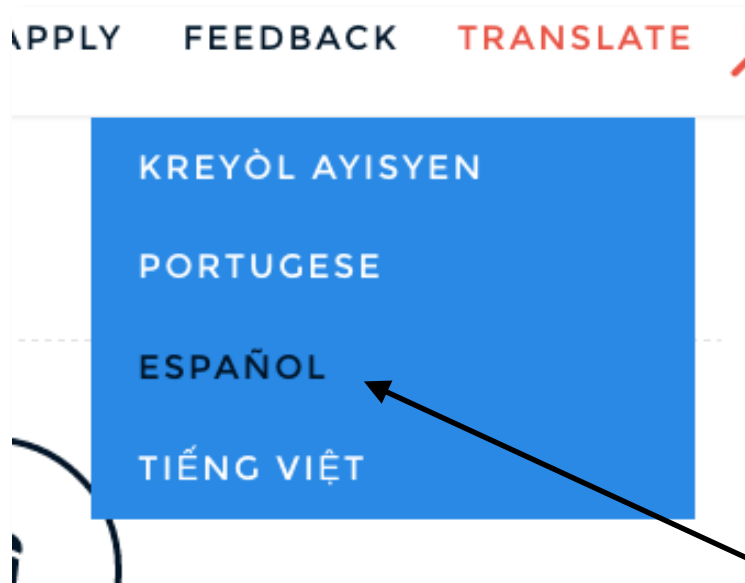 APPLY FEEDBACK TRANSLATE
KREYÒL AYISYEN
PORTUGESE
ESPAÑOL
TIẾNG VIỆT